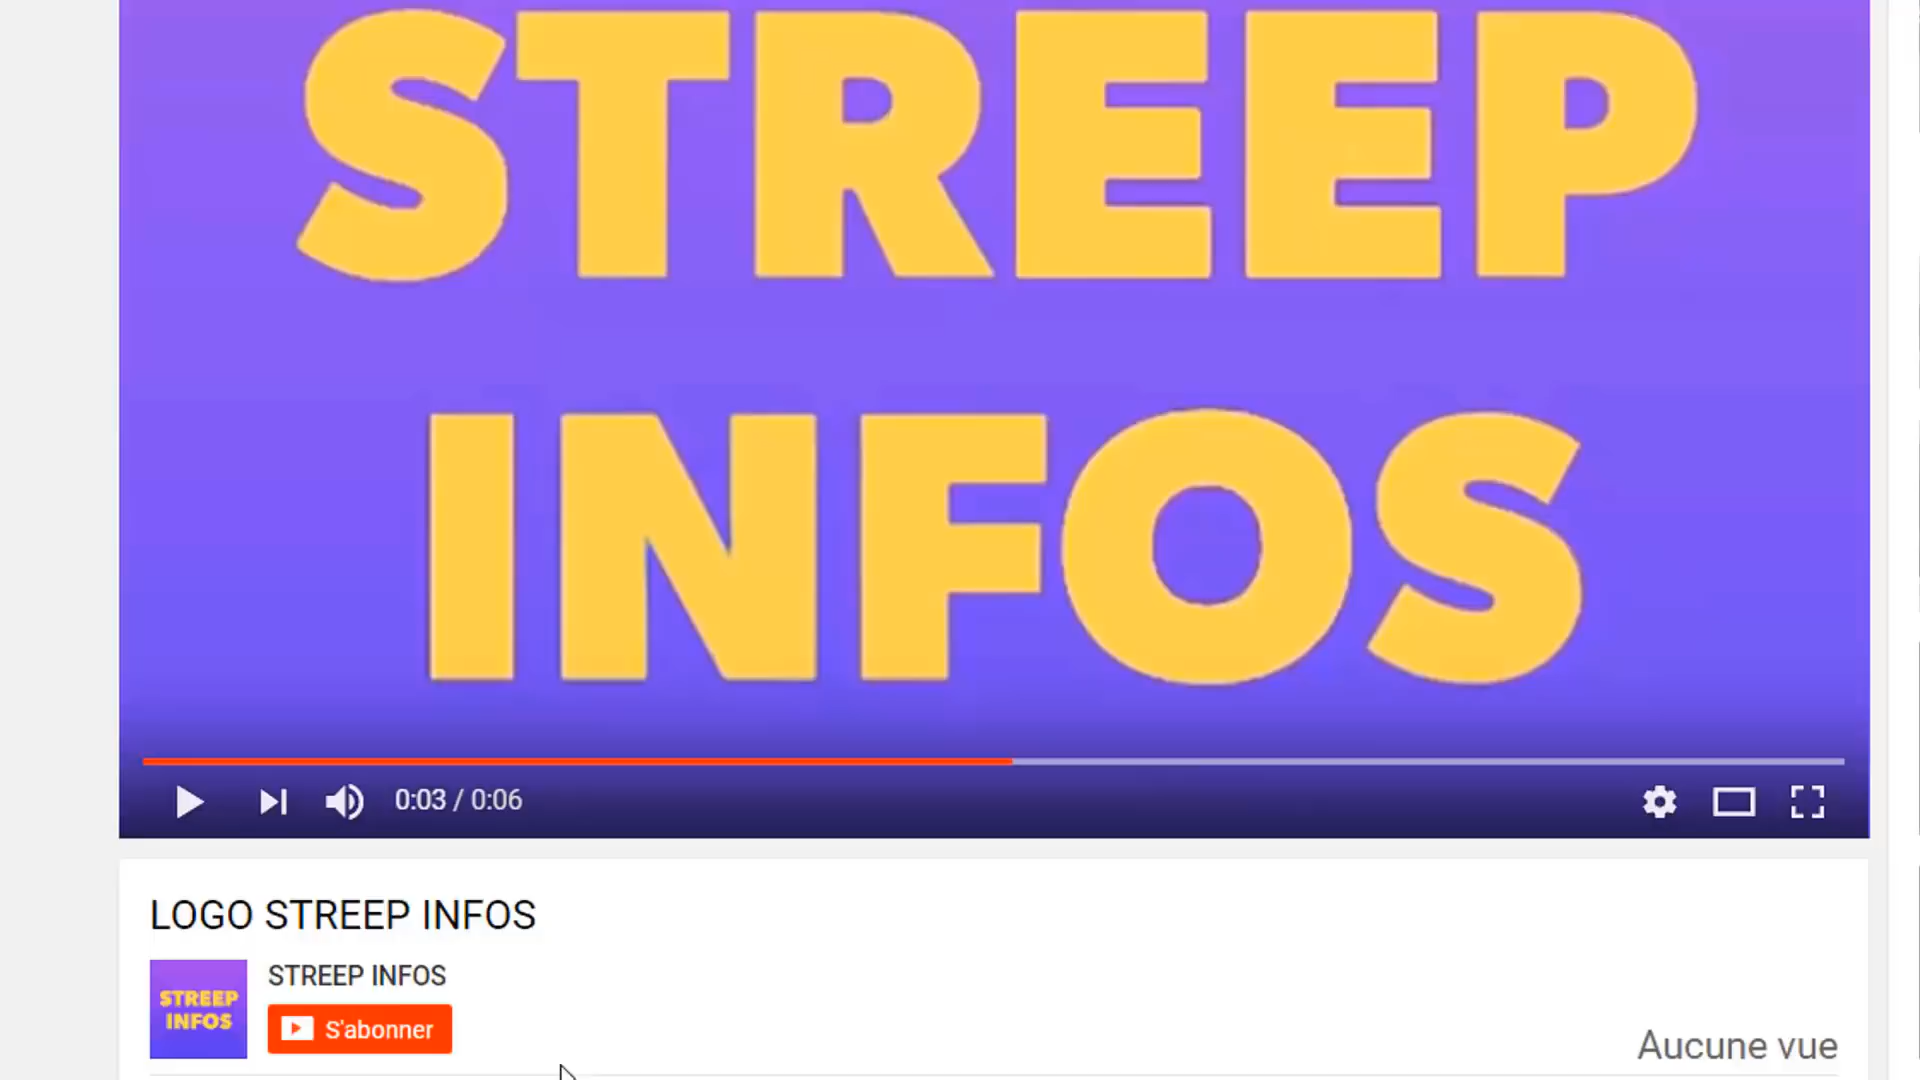 STREEP
INFOS
0:03 / 0:06
LOGO STREEP INFOS
STREEP INFOS
STREEP
INFOS
S'abonner
Aucune vue